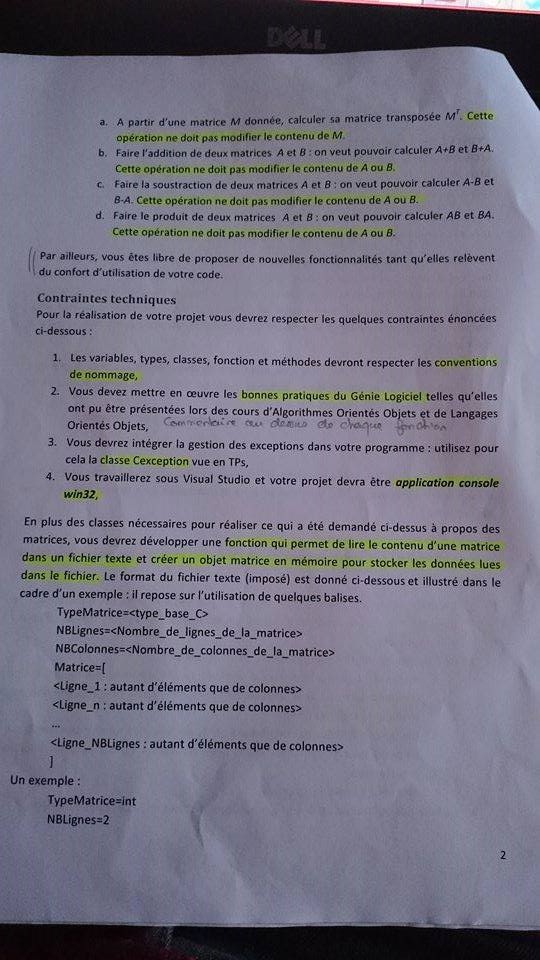 DELL
a. A partir d'une matrice M donnée, calculer sa matrice transposée Mᵀ. Cette
opération ne doit pas modifier le contenu de M.
b. Faire l'addition de deux matrices A et B : on veut pouvoir calculer A+B et B+A.
Cette opération ne doit pas modifier le contenu de A ou B.
c. Faire la soustraction de deux matrices A et B : on veut pouvoir calculer A-B et
B-A. Cette opération ne doit pas modifier le contenu de A ou B.
d. Faire le produit de deux matrices A et B : on veut pouvoir calculer AB et BA.
Cette opération ne doit pas modifier le contenu de A ou B.
Par ailleurs, vous êtes libre de proposer de nouvelles fonctionnalités tant qu'elles relèvent
du confort d'utilisation de votre code.
Contraintes techniques
Pour la réalisation de votre projet vous devrez respecter les quelques contraintes énoncées
ci-dessous :
1. Les variables, types, classes, fonction et méthodes devront respecter les conventions
de nommage,
2. Vous devez mettre en œuvre les bonnes pratiques du Génie Logiciel telles qu'elles
ont pu être présentées lors des cours d'Algorithmes Orientés Objets et de Langages
Orientés Objets, Commentaire au dessus de chaque fonction
3. Vous devrez intégrer la gestion des exceptions dans votre programme : utilisez pour
cela la classe Cexception vue en TPs,
4. Vous travaillerez sous Visual Studio et votre projet devra être application console
win32,
En plus des classes nécessaires pour réaliser ce qui a été demandé ci-dessus à propos des
matrices, vous devrez développer une fonction qui permet de lire le contenu d'une matrice
dans un fichier texte et créer un objet matrice en mémoire pour stocker les données lues
dans le fichier. Le format du fichier texte (imposé) est donné ci-dessous et illustré dans le
cadre d'un exemple : il repose sur l'utilisation de quelques balises.
TypeMatrice=<type_base_C>
NBLignes=<Nombre_de_lignes_de_la_matrice>
NBColonnes=<Nombre_de_colonnes_de_la_matrice>
Matrice=[
<Ligne_1 : autant d'éléments que de colonnes>
<Ligne_n : autant d'éléments que de colonnes>
...
<Ligne_NBLignes : autant d'éléments que de colonnes>
]
Un exemple :
TypeMatrice=int
NBLignes=2
2